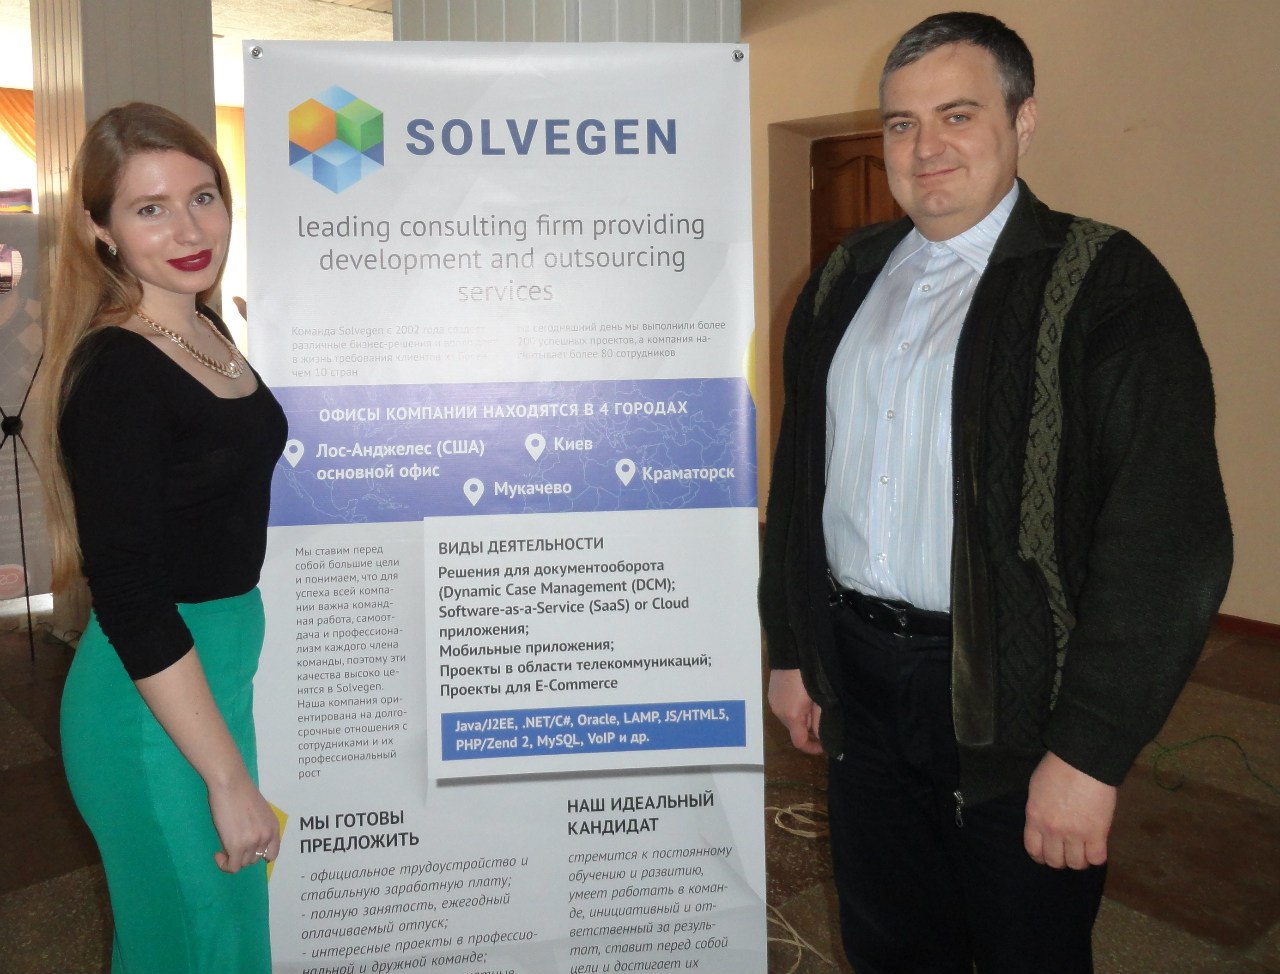 SOLVEGEN
leading consulting firm providing
development and outsourcing
services
Команда Solvegen с 2002 года
различные бизнес-решения и
в жизнь требования клиентов
чем 10 стран
сегодняшний день мы выполнили более
успешных проектов, а компания на-
считывает более 80 сотрудников
ОФИСЫ КОМПАНИИ НАХОДЯТСЯ В 4 ГОРОДАХ
Лос-Анджелес (США)
основной офис
Киев
Мукачево
Краматорск
Мы ставим перед
собой большие цели
и понимаем, что для
успеха всей компа-
нии важна команд-
ная работа, самоот-
дача и профессиона-
лизм каждого члена
команды, поэтому эти
качества высоко це-
нятся в Solvegen.
Наша компания ори-
ентирована на долго-
срочные отношения с
сотрудниками и их
профессиональный
рост
ВИДЫ ДЕЯТЕЛЬНОСТИ
Решения для документооборота
(Dynamic Case Management (DCM);
Software-as-a-Service (SaaS) or Cloud
приложения;
Мобильные приложения;
Проекты в области телекоммуникаций;
Проекты для E-Commerce
Java/J2EE, .NET/C#, Oracle, LAMP, JS/HTML5,
PHP/Zend 2, MySQL, VoIP и др.
МЫ ГОТОВЫ
ПРЕДЛОЖИТЬ
- официальное трудоустройство и
стабильную заработную плату;
- полную занятость, ежегодный
оплачиваемый отпуск;
- интересные проекты в профессио-
нальной и дружной команде;
НАШ ИДЕАЛЬНЫЙ
КАНДИДАТ
стремится к постоянному
обучению и развитию,
умеет работать в коман-
де, инициативный и от-
ветственный за резуль-
тат, ставит перед собой
цели и достигает их